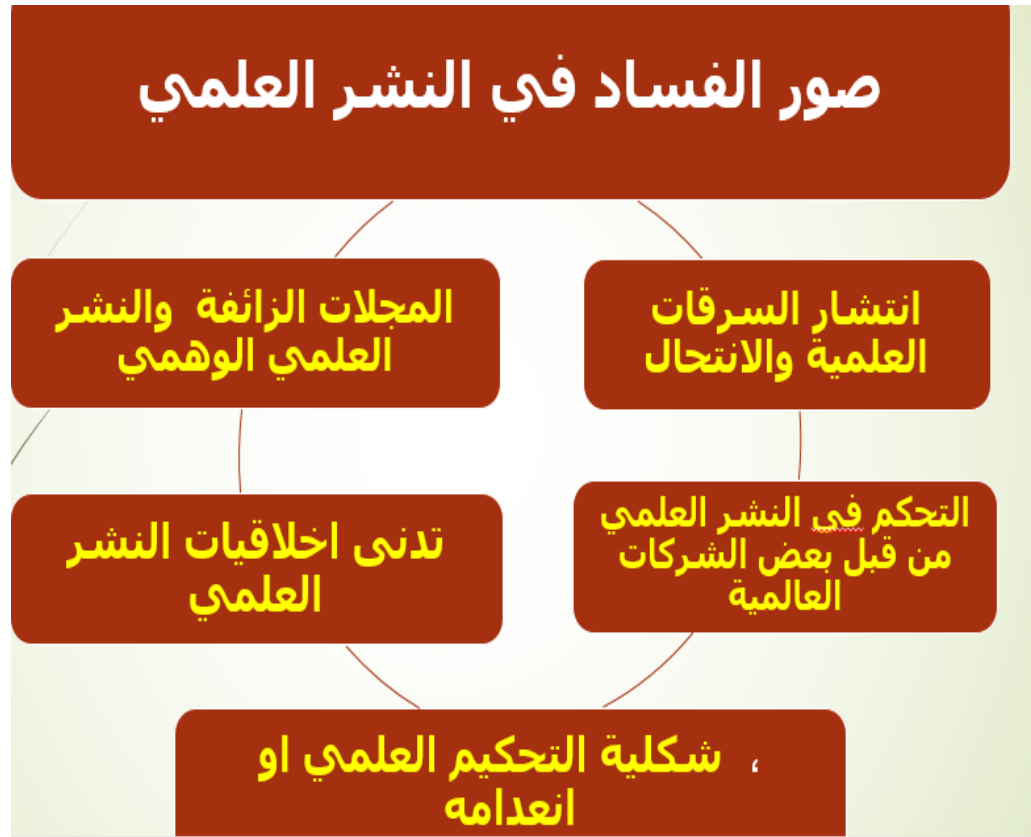 صور الفساد في النشر العلمي
انتشار السرقات
العلمية والانتحال
المجلات الزائفة والنشر
العلمي الوهمي
التحكم فى النشر العلمي
من قبل بعض الشركات
العالمية
تدنى اخلاقيات النشر
العلمي
، شكلية التحكيم العلمي او
انعدامه